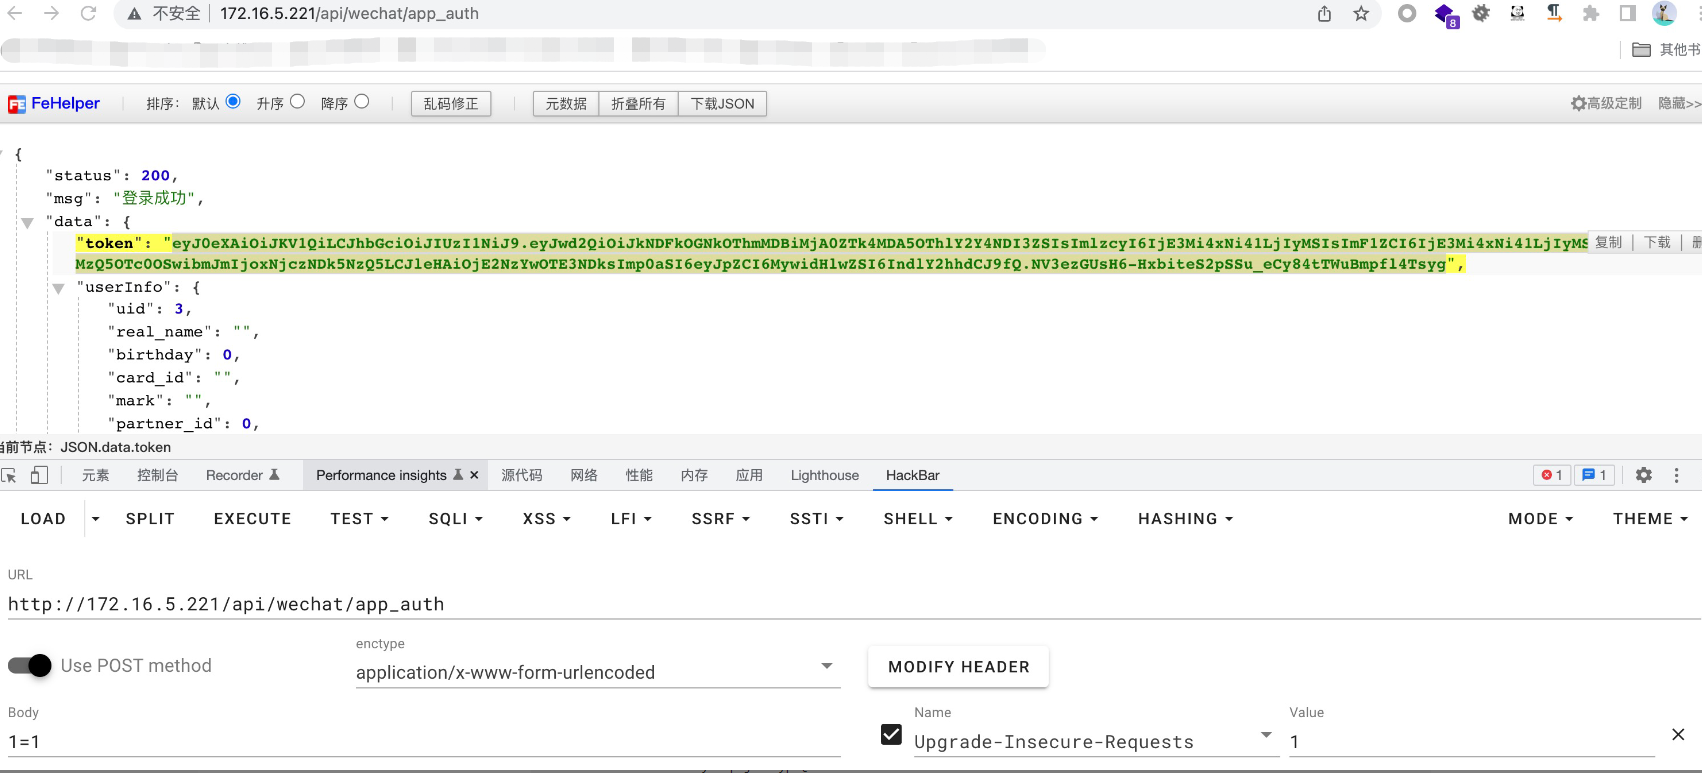 不安全 172.16.5.221/api/wechat/app_auth
8
其他书
FeHelper 排序： 默认 升序 降序 乱码修正 元数据 折叠所有 下载JSON 高级定制 隐藏>>
{
"status": 200,
"msg": "登录成功",
"data": {
"token": "eyJ0eXAiOiJKV1QiLCJhbGciOiJIUzI1NiJ9.eyJwd2QiOiJkNDFkOGNkOThmMDBiMjA0ZTk4MDA5OThlY2Y4NDI3ZSIsImlzcyI6IjE3Mi4xNi41LjIyMSIsImF1ZCI6IjE3Mi4xNi41LjIyMS 复制 下载
MzQ5OTc0OSwibmJmIjoxNjczNDk5NzQ5LCJleHAiOjE2NzYwOTE3NDksImp0aSI6eyJpZCI6MywidHlwZSI6IndlY2hhdCJ9fQ.NV3ezGUsH6-HxbiteS2pSSu_eCy84tTWuBmpfl4Tsyg",
"userInfo": {
"uid": 3,
"real_name": "",
"birthday": 0,
"card_id": "",
"mark": "",
"partner_id": 0,
当前节点：JSON.data.token
元素 控制台 Recorder Performance insights × 源代码 网络 性能 内存 应用 Lighthouse HackBar 1 1
LOAD SPLIT EXECUTE TEST SQLI XSS LFI SSRF SSTI SHELL ENCODING HASHING MODE THEME
URL
http://172.16.5.221/api/wechat/app_auth
enctype
Use POST method application/x-www-form-urlencoded MODIFY HEADER
Body Name Value
1=1 Upgrade-Insecure-Requests 1